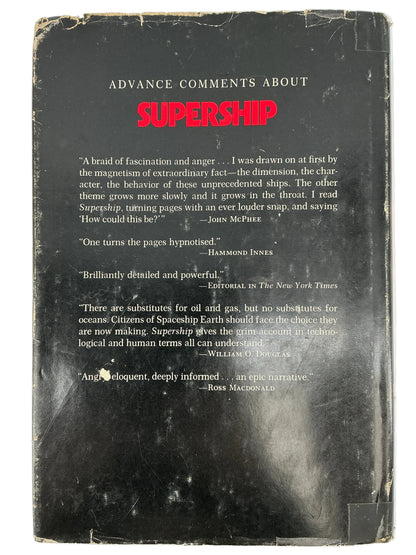 ADVANCE COMMENTS ABOUT
SUPERSHIP
“A braid of fascination and anger . . . I was drawn on at first by
the magnetism of extraordinary fact—the dimension, the char-
acter, the behavior of these unprecedented ships. The other
theme grows more slowly and it grows in the throat. I read
Supership, turning pages with an ever louder snap, and saying
‘How could this be?’”
—JOHN MCPHEE
“One turns the pages hypnotised.”
—HAMMOND INNES
“Brilliantly detailed and powerful.”
—EDITORIAL IN The New York Times
“There are substitutes for oil and gas, but no substitutes for
oceans. Citizens of Spaceship Earth should face the choice they
are now making. Supership gives the grim account in techno-
logical and human terms all can understand.”
—WILLIAM O. DOUGLAS
“Angry, eloquent, deeply informed . . . an epic narrative.”
—ROSS MACDONALD